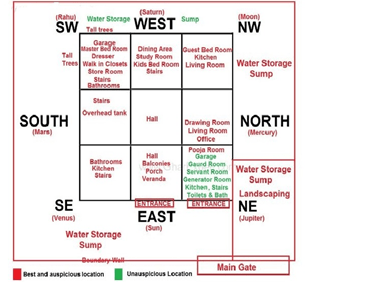 (Rahu)
SW
Water Storage
(Saturn)
WEST
Sump
(Moon)
NW
Tall trees
Tall
Trees
Garage
Master Bed Room
Dresser
Walk in Closets
Store Room
Stairs
Bathrooms
Dining Area
Study Room
Kids Bed Room
Stairs
Guest Bed Room
Kitchen
Living Room
Water Storage
Sump
SOUTH
(Mars)
Stairs
Overhead tank
Hall
Drawing Room
Living Room
Office
NORTH
(Mercury)
Bathrooms
Kitchen
Stairs
Hall
Balconies
Porch
Veranda
Pooja Room
Garage
Gaurd Room
Servant Room
Generator Room
Kitchen, Stairs
Toilets & Bath
Water Storage
Sump
Landscaping
SE
(Venus)
ENTRANCE
ENTRANCE
EAST
(Sun)
NE
(Jupiter)
Water Storage
Sump
Boundary Wall
Main Gate
Best and auspicious location
Unauspicious Location